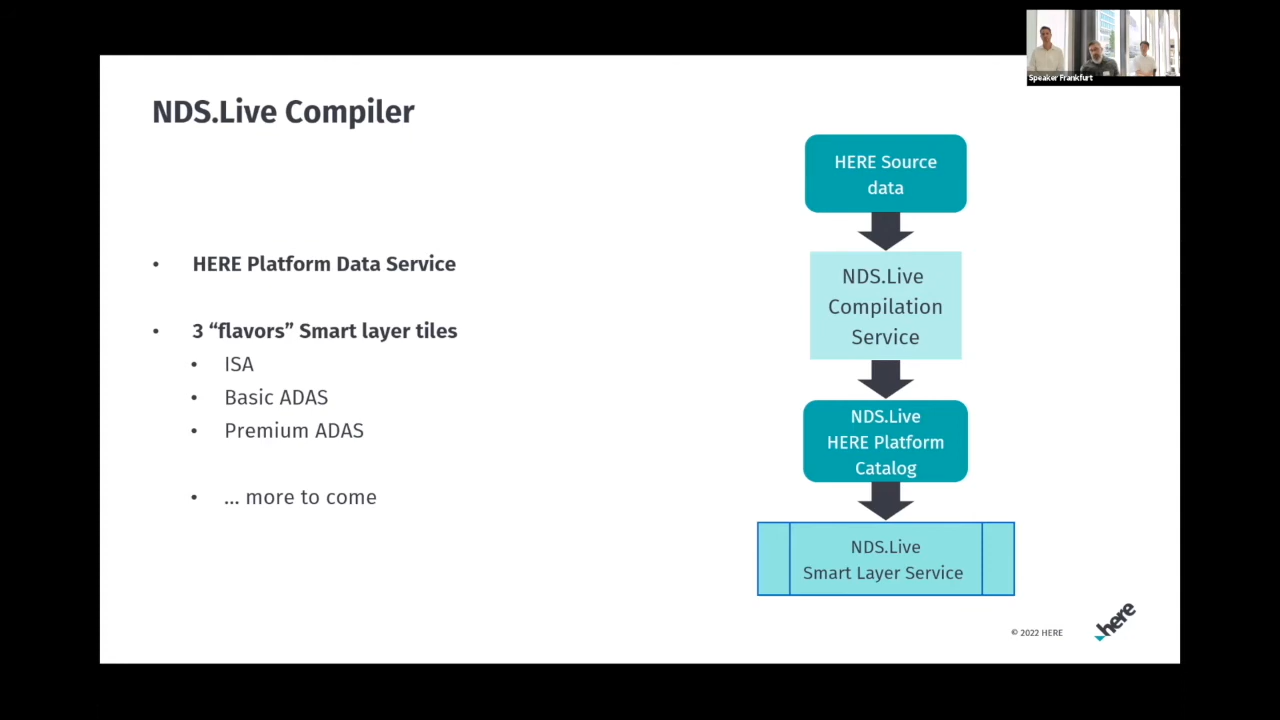 Speaker Frankfurt
NDS.Live Compiler
• HERE Platform Data Service
• 3 “flavors” Smart layer tiles
• ISA
• Basic ADAS
• Premium ADAS
• ... more to come
HERE Source
data
NDS.Live
Compilation
Service
NDS.Live
HERE Platform
Catalog
NDS.Live
Smart Layer Service
© 2022 HERE
here